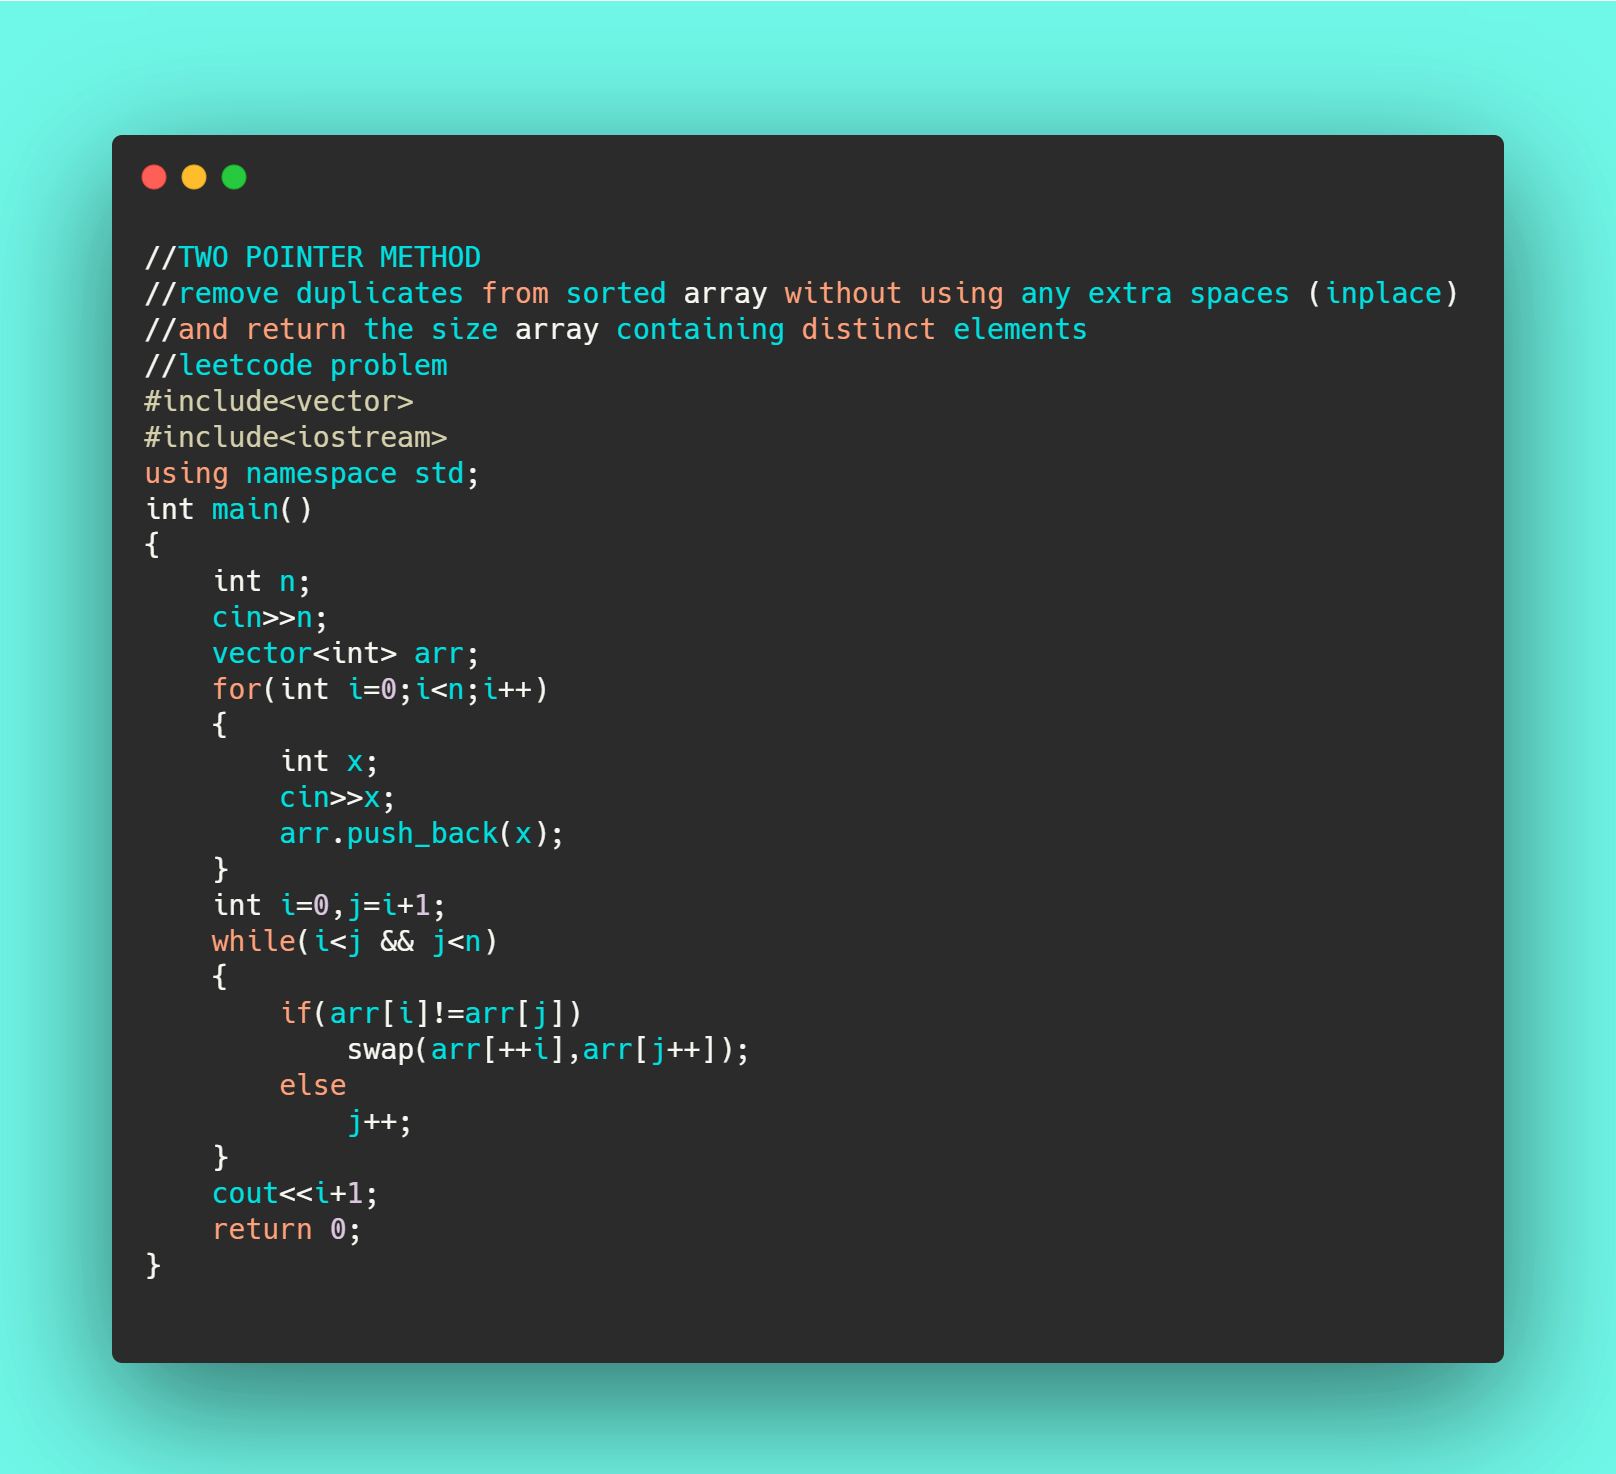 //TWO POINTER METHOD
//remove duplicates from sorted array without using any extra spaces (inplace)
//and return the size array containing distinct elements
//leetcode problem
#include<vector>
#include<iostream>
using namespace std;
int main()
{
    int n;
    cin>>n;
    vector<int> arr;
    for(int i=0;i<n;i++)
    {
        int x;
        cin>>x;
        arr.push_back(x);
    }
    int i=0,j=i+1;
    while(i<j && j<n)
    {
        if(arr[i]!=arr[j])
            swap(arr[++i],arr[j++]);
        else
            j++;
    }
    cout<<i+1;
    return 0;
}